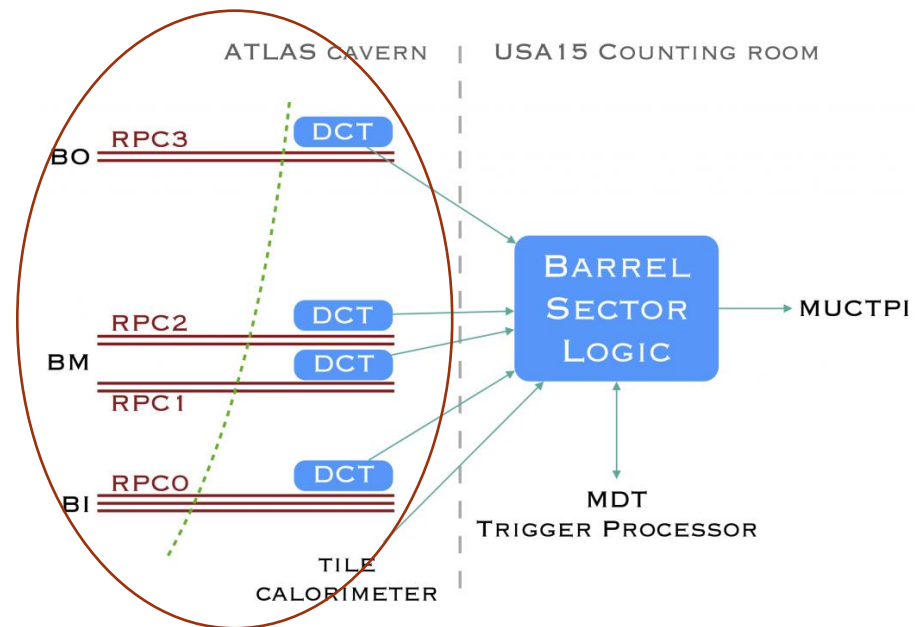 ATLAS CAVERN
USA15 COUNTING ROOM
DCT
RPC3
BO
BARREL
SECTOR
LOGIC
DCT
RPC2
MUCTPI
BM
DCT
RPC1
DCT
RPC0
BI
MDT
TRIGGER PROCESSOR
TILE
CALORIMETER